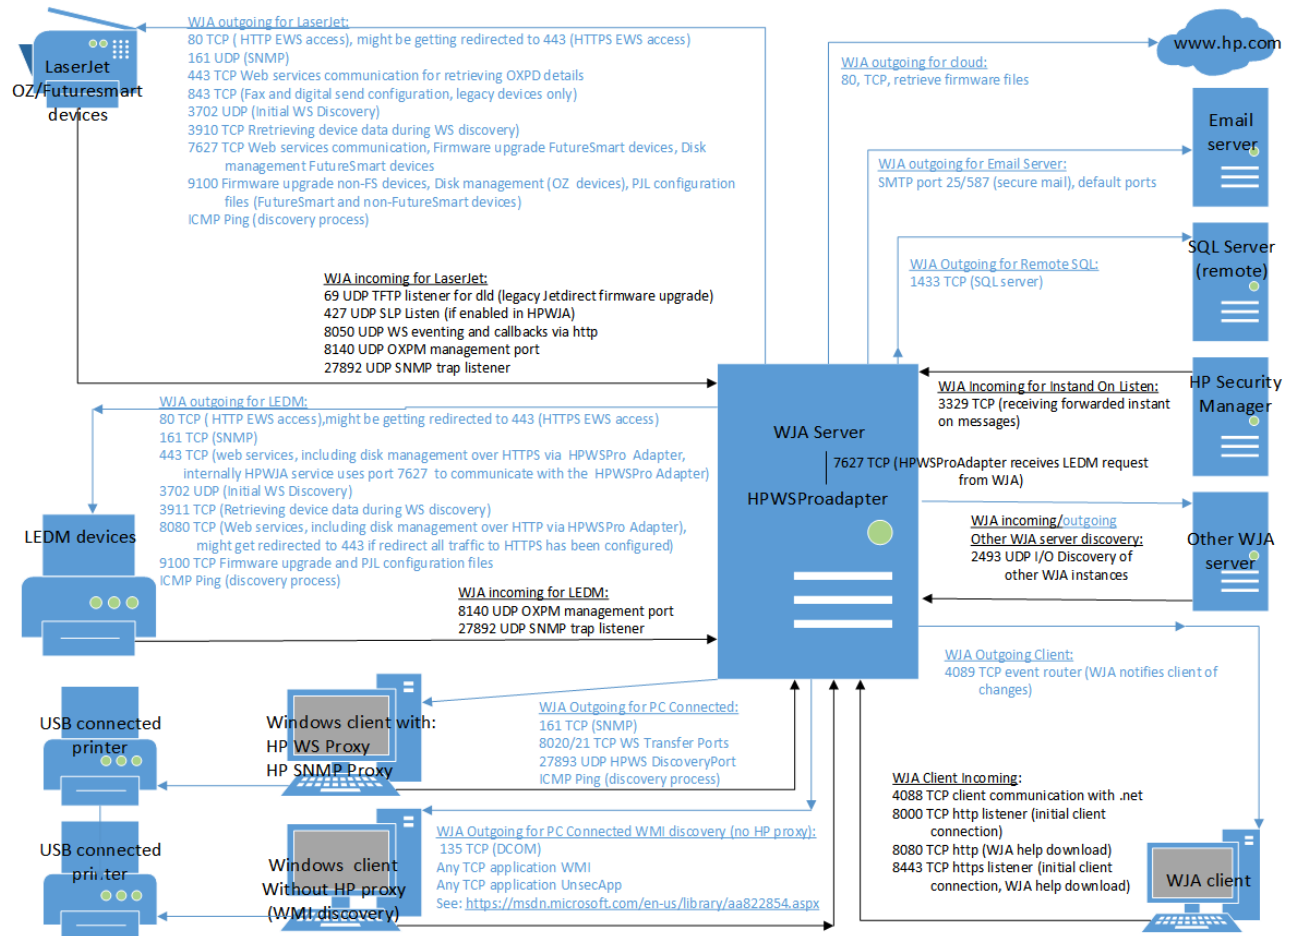 WJA outgoing for LaserJet:
80 TCP ( HTTP EWS access), might be getting redirected to 443 (HTTPS EWS access)
161 UDP (SNMP)
443 TCP Web services communication for retrieving OXPD details
843 TCP (Fax and digital send configuration, legacy devices only)
3702 UDP (Initial WS Discovery)
3910 TCP Rretrieving device data during WS discovery)
7627 TCP Web services communication, Firmware upgrade FutureSmart devices, Disk
management FutureSmart devices
9100 Firmware upgrade non-FS devices, Disk management (OZ devices), PJL configuration
files (FutureSmart and non-FutureSmart devices)
ICMP Ping (discovery process)
LaserJet
OZ/Futuresmart
devices
WJA incoming for LaserJet:
69 UDP TFTP listener for dld (legacy Jetdirect firmware upgrade)
427 UDP SLP Listen (if enabled in HPWJA)
8050 UDP WS eventing and callbacks via http
8140 UDP OXPM management port
27892 UDP SNMP trap listener
www.hp.com
WJA outgoing for cloud:
80, TCP, retrieve firmware files
Email
server
WJA outgoing for Email Server:
SMTP port 25/587 (secure mail), default ports
SQL Server
(remote)
WJA Outgoing for Remote SQL:
1433 TCP (SQL server)
HP Security
Manager
WJA Incoming for Instand On Listen:
3329 TCP (receiving forwarded instant
on messages)
WJA Server
7627 TCP (HPWSProAdapter receives LEDM request
from WJA)
HPWSProadapter
WJA incoming/outgoing
Other WJA server discovery:
2493 UDP I/O Discovery of
other WJA instances
Other WJA
server
WJA outgoing for LEDM:
80 TCP ( HTTP EWS access),might be getting redirected to 443 (HTTPS EWS access)
161 TCP (SNMP)
443 TCP (web services, including disk management over HTTPS via HPWSPro Adapter,
internally HPWJA service uses port 7627 to communicate with the HPWSPro Adapter)
3702 UDP (Initial WS Discovery)
3911 TCP (Retrieving device data during WS discovery)
8080 TCP (Web services, including disk management over HTTP via HPWSPro Adapter),
might get redirected to 443 if redirect all traffic to HTTPS has been configured)
9100 TCP Firmware upgrade and PJL configuration files
ICMP Ping (discovery process)
LEDM devices
WJA incoming for LEDM:
8140 UDP OXPM management port
27892 UDP SNMP trap listener
WJA Outgoing Client:
4089 TCP event router (WJA notifies client of
changes)
USB connected
printer
Windows client with:
HP WS Proxy
HP SNMP Proxy
WJA Outgoing for PC Connected:
161 TCP (SNMP)
8020/21 TCP WS Transfer Ports
27893 UDP HPWS DiscoveryPort
ICMP Ping (discovery process)
WJA Client Incoming:
4088 TCP client communication with .net
8000 TCP http listener (initial client
connection)
8080 TCP http (WJA help download)
8443 TCP https listener (initial client
connection, WJA help download)
WJA client
USB connected
printer
Windows client
Without HP proxy
(WMI discovery)
WJA Outgoing for PC Connected WMI discovery (no HP proxy):
135 TCP (DCOM)
Any TCP application WMI
Any TCP application UnsecApp
See: https://msdn.microsoft.com/en-us/library/aa822854.aspx